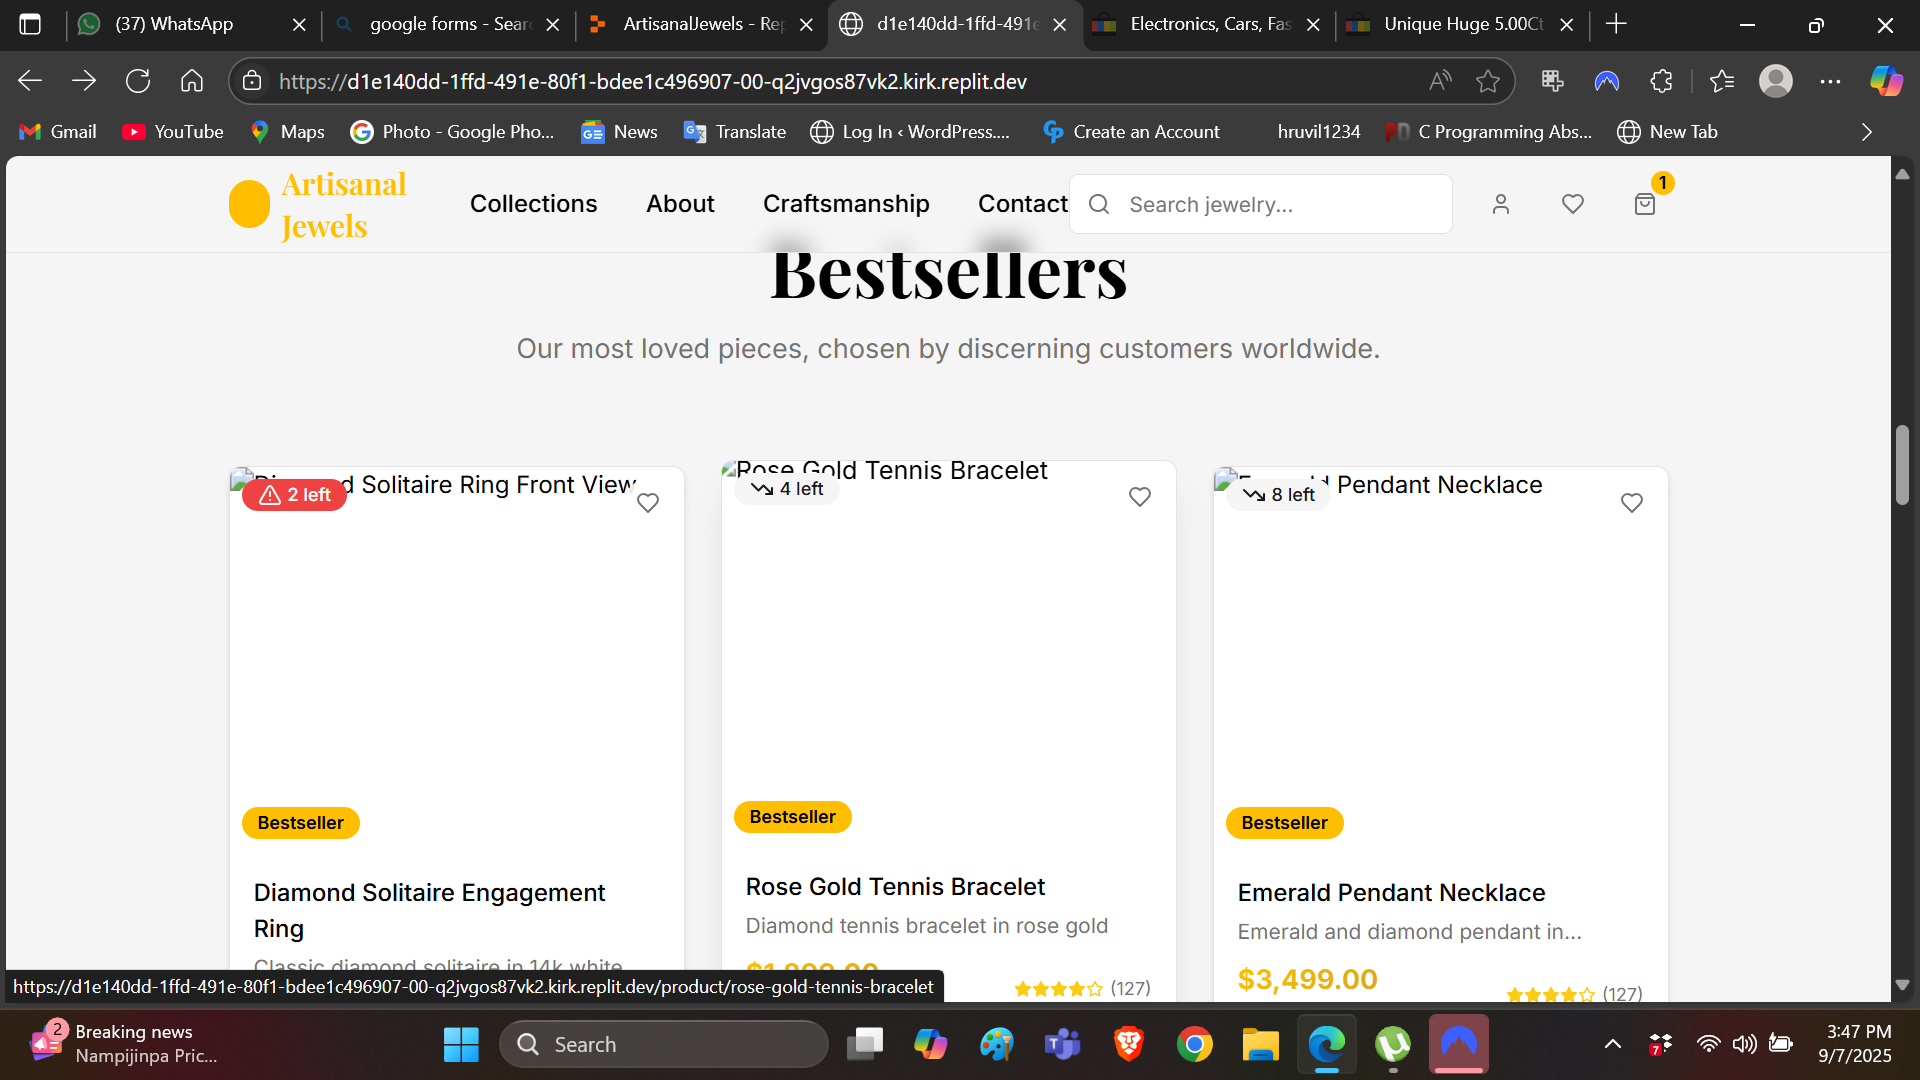 (37) WhatsApp
google forms - Sear
ArtisanalJewels - Rep
d1e140dd-1ffd-491e
Electronics, Cars, Fas
Unique Huge 5.00Ct
https://d1e140dd-1ffd-491e-80f1-bdee1c496907-00-q2jvgos87vk2.kirk.replit.dev
Gmail
YouTube
Maps
Photo - Google Pho...
News
Translate
Log In ‹ WordPress....
Create an Account
hruvil1234
C Programming Abs...
New Tab
Artisanal
Jewels
Collections
About
Craftsmanship
Contact
Search jewelry...
1
Bestsellers
Our most loved pieces, chosen by discerning customers worldwide.
Diamond Solitaire Ring Front View
2 left
Bestseller
Diamond Solitaire Engagement
Ring
Classic diamond solitaire in 14k white
Rose Gold Tennis Bracelet
4 left
Bestseller
Rose Gold Tennis Bracelet
Diamond tennis bracelet in rose gold
(127)
Pendant Necklace
8 left
Bestseller
Emerald Pendant Necklace
Emerald and diamond pendant in...
$3,499.00
(127)
https://d1e140dd-1ffd-491e-80f1-bdee1c496907-00-q2jvgos87vk2.kirk.replit.dev/product/rose-gold-tennis-bracelet
2
Breaking news
Nampijinpa Pric...
Search
7
3:47 PM
9/7/2025